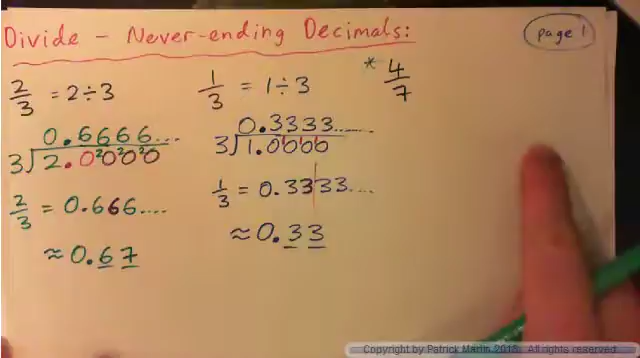 Divide - Never-ending Decimals:
page 1
2/3 = 2÷3
0.6666....
3)2.0000
2/3 = 0.666....
≈ 0.67
1/3 = 1÷3
0.3333......
3)1.0000
1/3 = 0.3333....
≈ 0.33
* 4/7
Copyright by Patrick Martin 2018. All rights reserved.